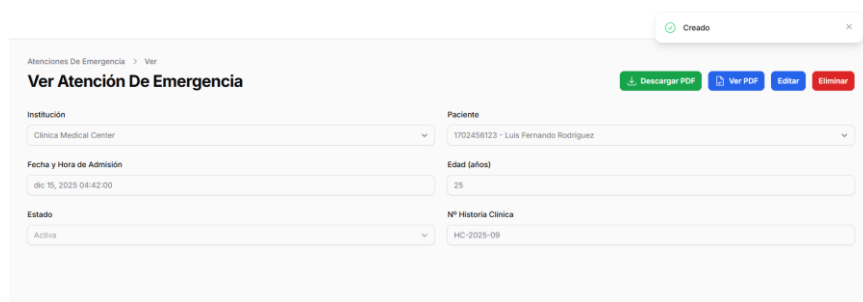 Creado
Atenciones De Emergencia > Ver
Ver Atención De Emergencia
Descargar PDF
Ver PDF
Editar
Eliminar
Institución
Paciente
Clínica Medical Center
1702456123 - Luis Fernando Rodríguez
Fecha y Hora de Admisión
Edad (años)
dic 15, 2025 04:42:00
25
Estado
Nº Historia Clínica
Activa
HC-2025-09